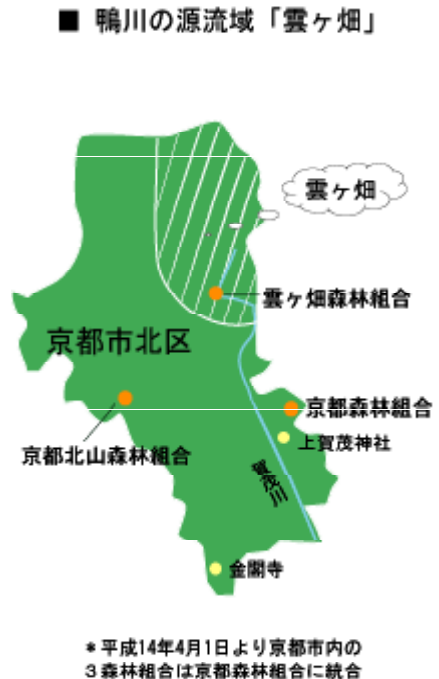 ■ 鴨川の源流域「雲ヶ畑」
雲ヶ畑
雲ヶ畑森林組合
京都市北区
京都森林組合
上賀茂神社
京都北山森林組合
賀茂川
金閣寺
＊平成14年4月1日より京都市内の
３森林組合は京都森林組合に統合